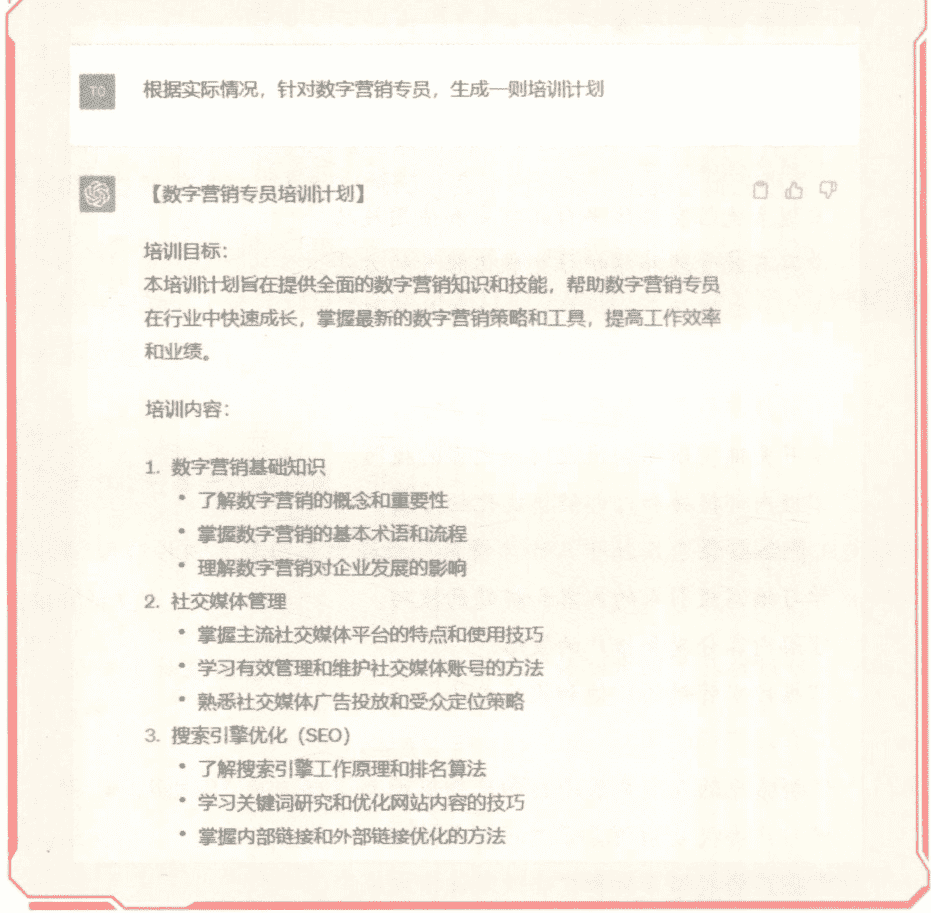 TO
根据实际情况，针对数字营销专员，生成一则培训计划
【数字营销专员培训计划】
培训目标：
本培训计划旨在提供全面的数字营销知识和技能，帮助数字营销专员
在行业中快速成长，掌握最新的数字营销策略和工具，提高工作效率
和业绩。
培训内容：
1. 数字营销基础知识
• 了解数字营销的概念和重要性
• 掌握数字营销的基本术语和流程
• 理解数字营销对企业发展的影响
2. 社交媒体管理
• 掌握主流社交媒体平台的特点和使用技巧
• 学习有效管理和维护社交媒体账号的方法
• 熟悉社交媒体广告投放和受众定位策略
3. 搜索引擎优化（SEO）
• 了解搜索引擎工作原理和排名算法
• 学习关键词研究和优化网站内容的技巧
• 掌握内部链接和外部链接优化的方法